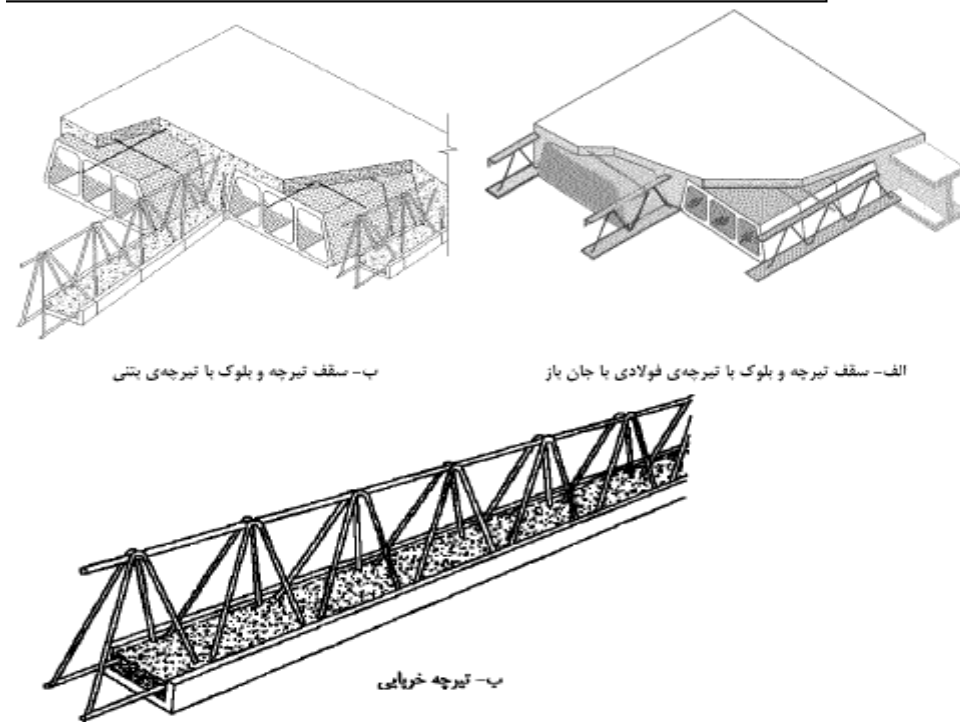 الف- سقف تیرچه و بلوک با تیرچه‌ی فولادی با جان باز
ب- سقف تیرچه و بلوک با تیرچه‌ی بتنی
پ- تیرچه خرپایی